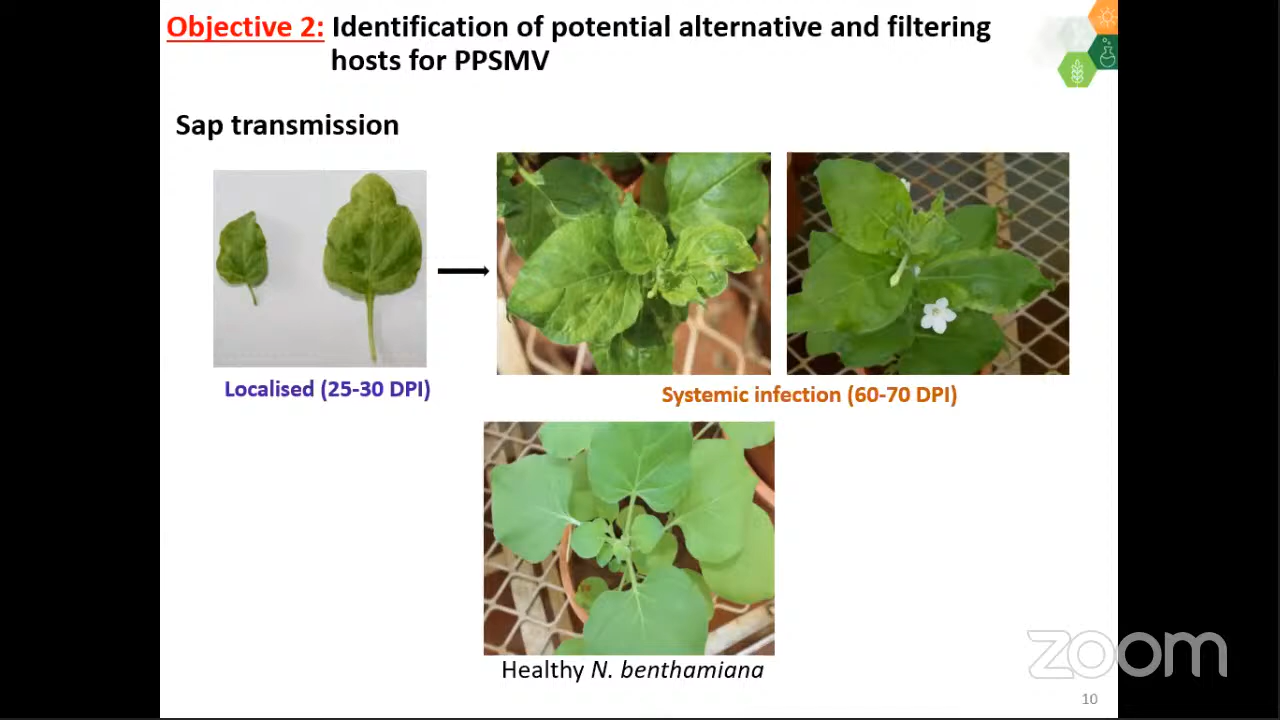 Objective 2: Identification of potential alternative and filtering
hosts for PPSMV
Sap transmission
Localised (25-30 DPI)
Systemic infection (60-70 DPI)
Healthy N. benthamiana
zoom
10